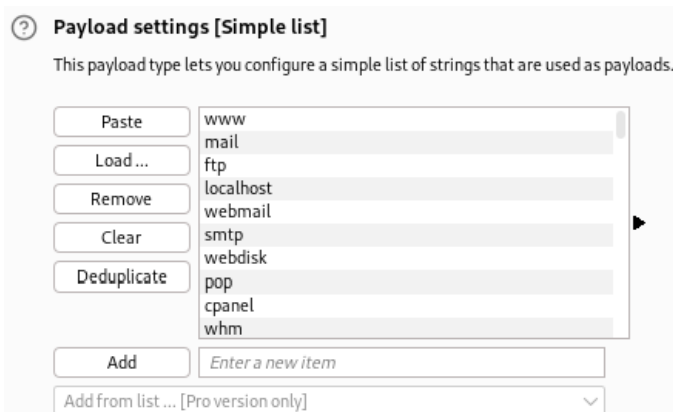 Payload settings [Simple list]
This payload type lets you configure a simple list of strings that are used as payloads.
Paste
Load ...
Remove
Clear
Deduplicate
www
mail
ftp
localhost
webmail
smtp
webdisk
pop
cpanel
whm
Add
Enter a new item
Add from list ... [Pro version only]